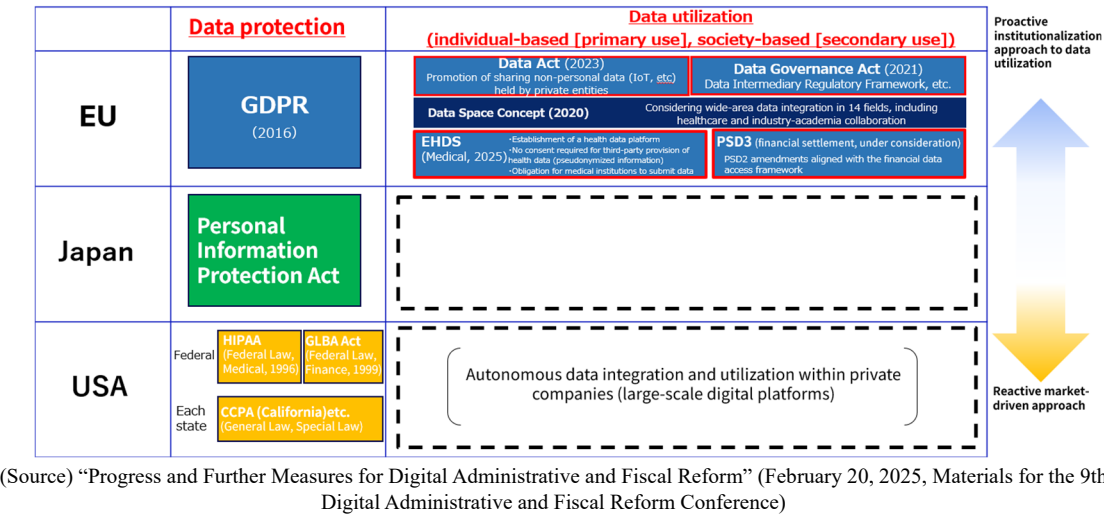 Data protection
Data utilization
(individual-based [primary use], society-based [secondary use])
Proactive
institutionalization
approach to data
utilization
EU
GDPR
(2016)
Data Act (2023)
Promotion of sharing non-personal data (IoT, etc)
held by private entities
Data Governance Act (2021)
Data Intermediary Regulatory Framework, etc.
Data Space Concept (2020)
Considering wide-area data integration in 14 fields, including
healthcare and industry-academia collaboration
EHDS
(Medical, 2025)
・Establishment of a health data platform
・No consent required for third-party provision of
health data (pseudonymized information)
・Obligation for medical institutions to submit data
PSD3 (financial settlement, under consideration)
PSD2 amendments aligned with the financial data
access framework
Japan
Personal
Information
Protection Act
USA
Federal
HIPAA
(Federal Law,
Medical, 1996)
GLBA Act
(Federal Law,
Finance, 1999)
Each
state
CCPA (California)etc.
(General Law, Special Law)
Autonomous data integration and utilization within private
companies (large-scale digital platforms)
Reactive market-
driven approach
(Source) “Progress and Further Measures for Digital Administrative and Fiscal Reform” (February 20, 2025, Materials for the 9th
Digital Administrative and Fiscal Reform Conference)